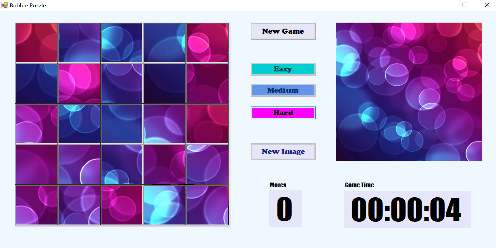 Bubble Puzzle
New Game
Easy
Medium
Hard
New Image
Moves
0
Game Time
00:00:04